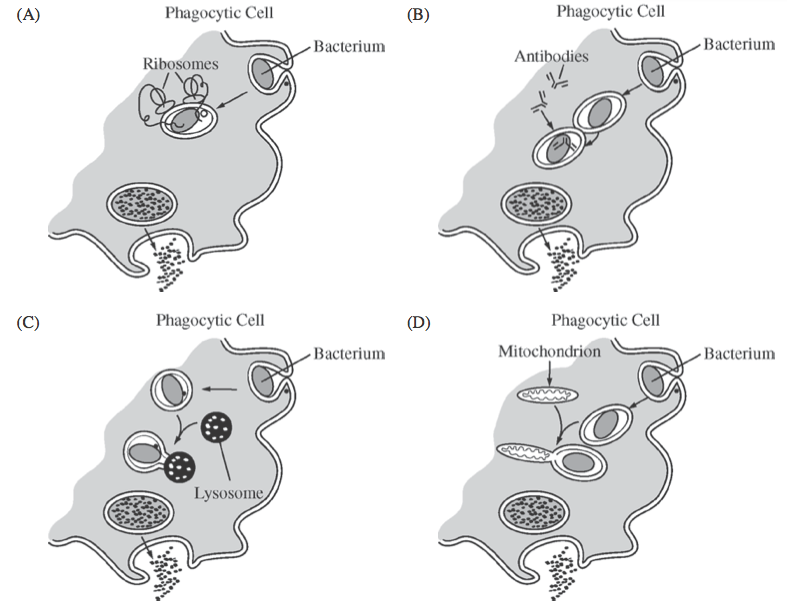 (A)
Phagocytic Cell
Bacterium
Ribosomes
(B)
Phagocytic Cell
Bacterium
Antibodies
(C)
Phagocytic Cell
Bacterium
Lysosome
(D)
Phagocytic Cell
Mitochondrion
Bacterium